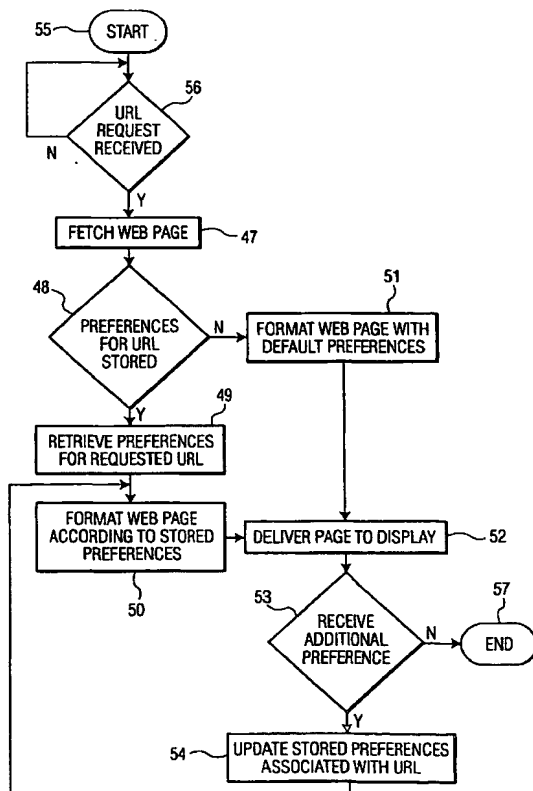 55
START
56
URL
REQUEST
RECEIVED
N
Y
FETCH WEB PAGE
47
48
PREFERENCES
FOR URL
STORED
N
Y
51
FORMAT WEB PAGE WITH
DEFAULT PREFERENCES
49
RETRIEVE PREFERENCES
FOR REQUESTED URL
FORMAT WEB PAGE
ACCORDING TO STORED
PREFERENCES
50
DELIVER PAGE TO DISPLAY
52
53
RECEIVE
ADDITIONAL
PREFERENCE
N
Y
57
END
54
UPDATE STORED PREFERENCES
ASSOCIATED WITH URL